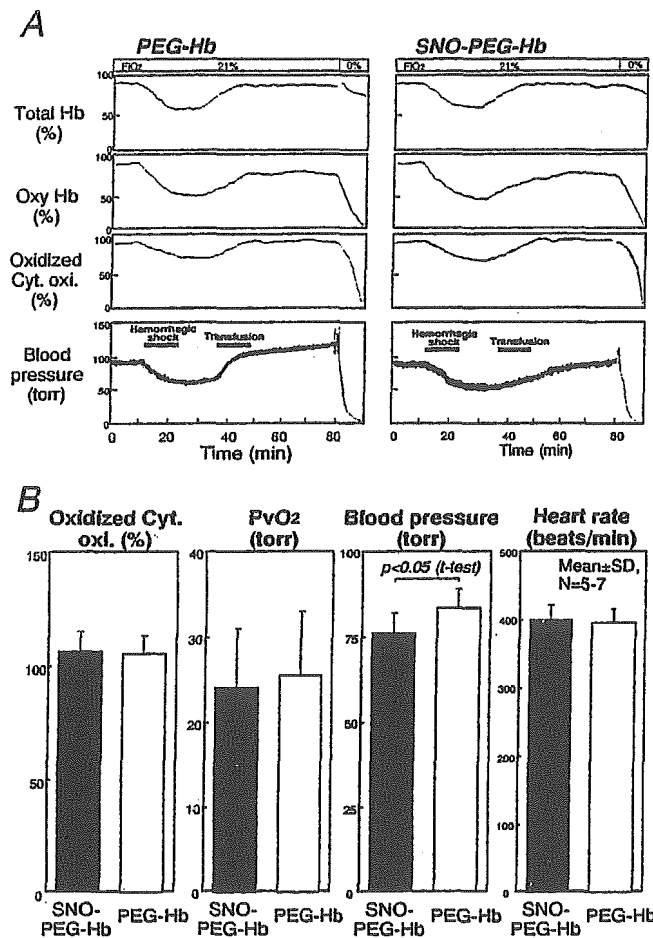 A
PEG-Hb
SNO-PEG-Hb
FiO2 21% 0%
FiO2 21% 0%
Total Hb
(%)
100
50
0
Oxy Hb
(%)
100
50
0
Oxidized
Cyt. oxi.
(%)
100
50
0
Blood
pressure
(torr)
150
100
50
0
Hemorrhagic
shock
Transfusion
Hemorrhagic
shock
Transfusion
0 20 40 60 80
Time (min)
0 20 40 60 80
Time (min)
B
Oxidized Cyt.
oxi. (%)
150
100
50
0
SNO-
PEG-Hb
PEG-Hb
PvO2
(torr)
40
30
20
10
0
SNO-
PEG-Hb
PEG-Hb
Blood pressure
(torr)
p<0.05 (t-test)
100
75
75
25
0
SNO-
PEG-Hb
PEG-Hb
Heart rate
(beats/min)
Mean±SD,
N=5-7
500
400
300
200
100
0
SNO-
PEG-Hb
PEG-Hb